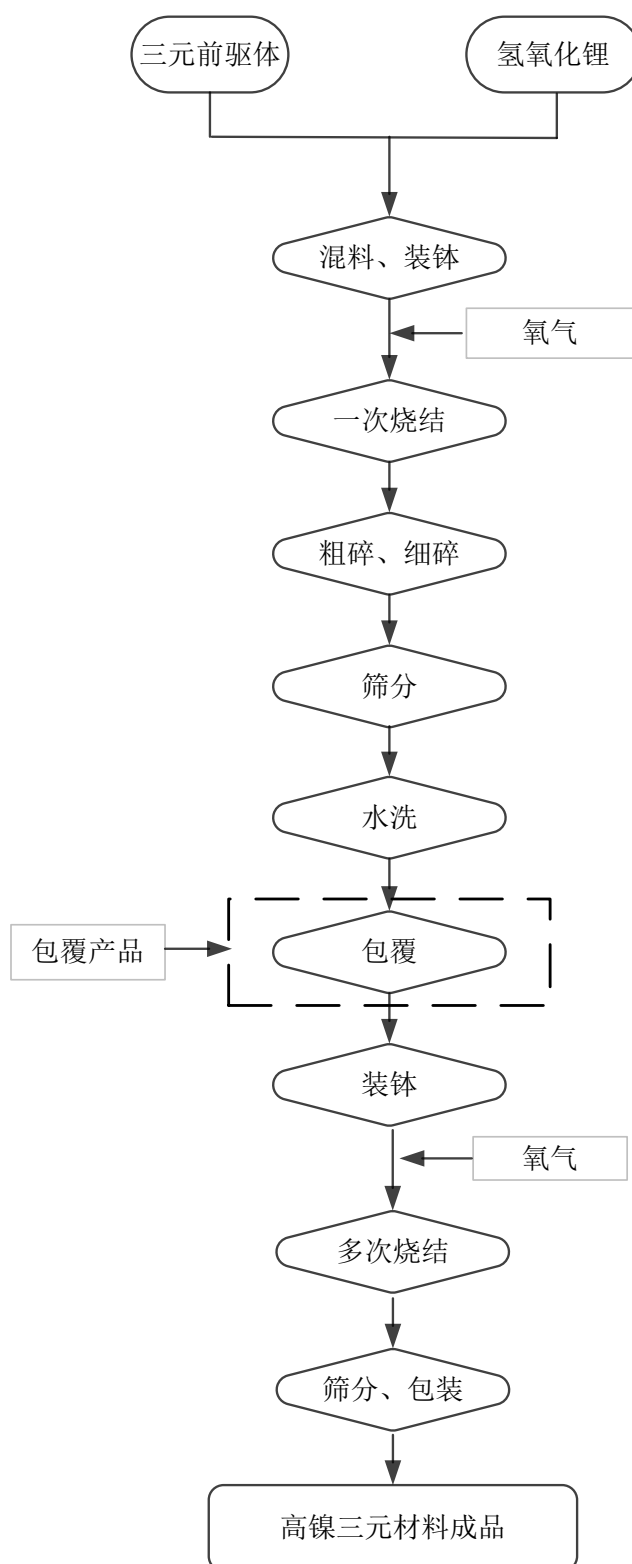 三元前驱体
氢氧化锂
混料、装钵
氧气
一次烧结
粗碎、细碎
筛分
水洗
包覆产品
包覆
装钵
氧气
多次烧结
筛分、包装
高镍三元材料成品